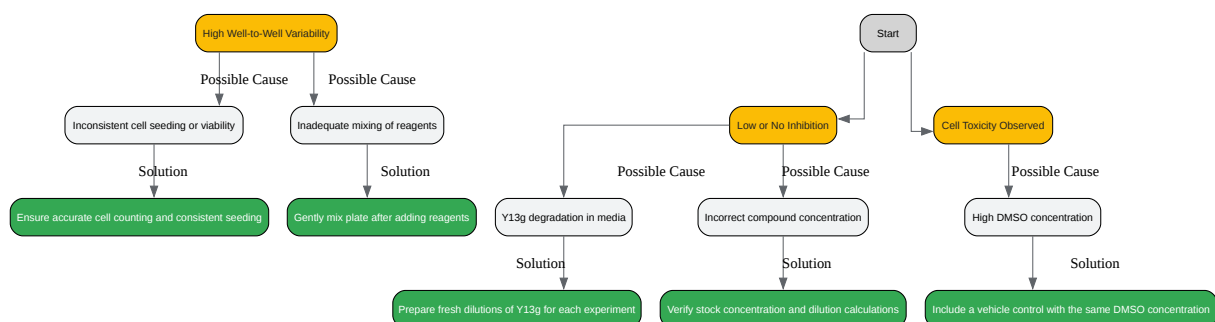 High Well-to-Well Variability
Start
Possible Cause
Possible Cause
Inconsistent cell seeding or viability
Inadequate mixing of reagents
Low or No Inhibition
Cell Toxicity Observed
Solution
Solution
Possible Cause
Possible Cause
Possible Cause
Ensure accurate cell counting and consistent seeding
Gently mix plate after adding reagents
Y13g degradation in media
Incorrect compound concentration
High DMSO concentration
Solution
Solution
Solution
Prepare fresh dilutions of Y13g for each experiment
Verify stock concentration and dilution calculations
Include a vehicle control with the same DMSO concentration